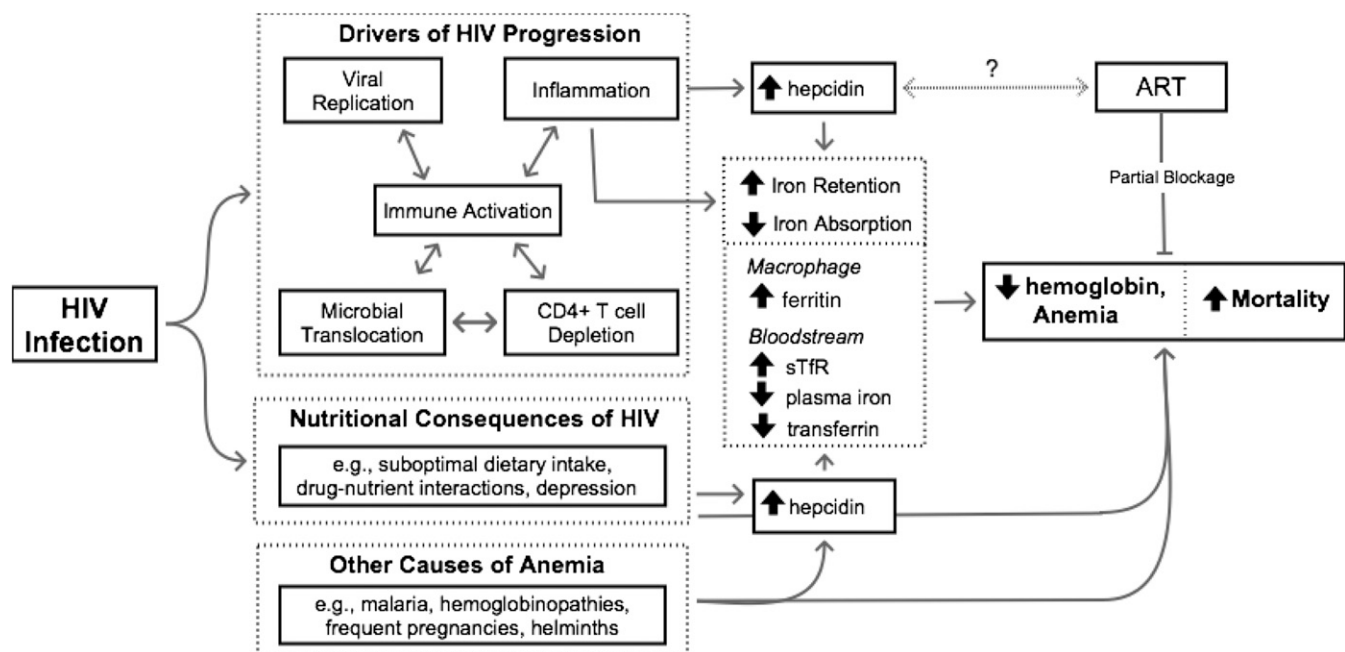 Drivers of HIV Progression
Viral
Replication
Inflammation
Immune Activation
Microbial
Translocation
CD4+ T cell
Depletion
HIV
Infection
Nutritional Consequences of HIV
e.g., suboptimal dietary intake,
drug-nutrient interactions, depression
Other Causes of Anemia
e.g., malaria, hemoglobinopathies,
frequent pregnancies, helminths
hepcidin
?
ART
Partial Blockage
Iron Retention
Iron Absorption
Macrophage
ferritin
Bloodstream
sTfR
plasma iron
transferrin
hepcidin
hemoglobin,
Anemia
Mortality